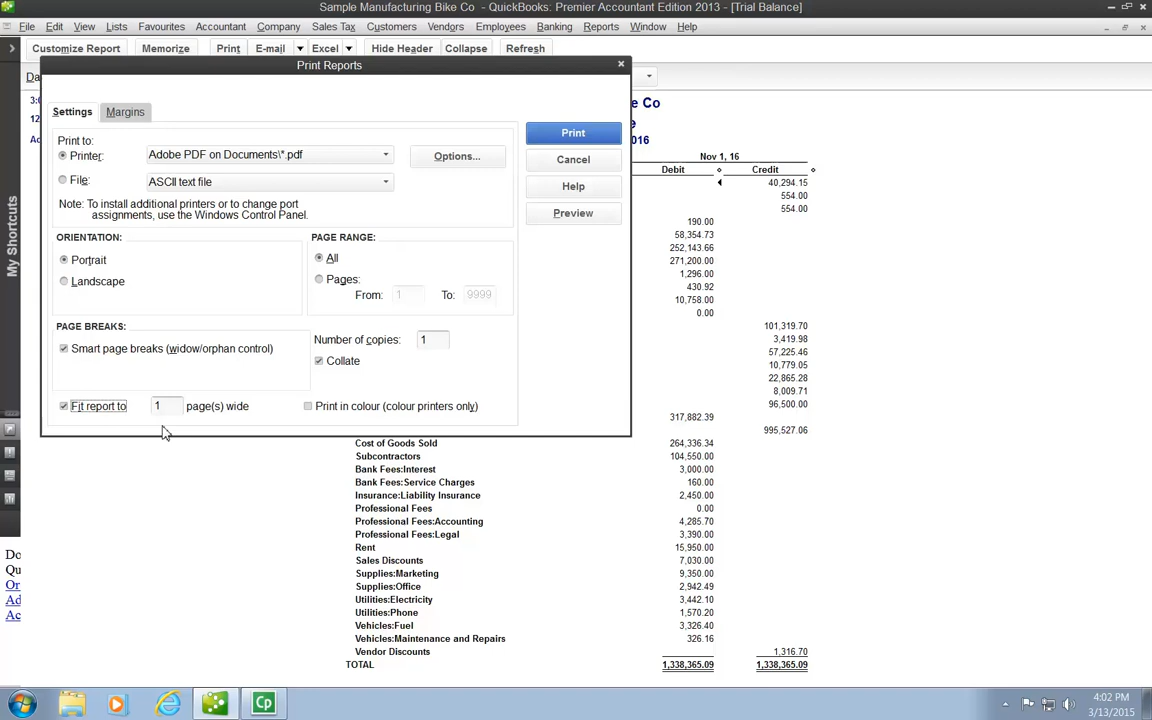 Sample Manufacturing Bike Co - QuickBooks: Premier Accountant Edition 2013 - [Trial Balance]
File Edit View Lists Favourites Accountant Company Sales Tax Customers Vendors Employees Banking Reports Window Help
Customize Report Memorize Print E-mail Excel Hide Header Collapse Refresh
Print Reports
Settings Margins
Print to:
Printer: Adobe PDF on Documents\*.pdf Options...
File: ASCII text file
Note: To install additional printers or to change port
assignments, use the Windows Control Panel.
ORIENTATION:
Portrait
Landscape
PAGE RANGE:
All
Pages:
From: 1 To: 9999
PAGE BREAKS:
Smart page breaks (widow/orphan control)
Number of copies: 1
Collate
Fit report to 1 page(s) wide
Print in colour (colour printers only)
Print
Cancel
Help
Preview
My Shortcuts
Da
3:0
12
Ac
e Co
e
016
Nov 1, 16
Debit Credit
40,294.15
554.00
554.00
190.00
58,354.73
252,143.66
271,200.00
1,296.00
430.92
10,758.00
0.00
101,319.70
3,419.98
57,225.46
10,779.05
22,865.28
8,009.71
96,500.00
317,882.39
995,527.06
Cost of Goods Sold 264,336.34
Subcontractors 104,550.00
Bank Fees:Interest 3,000.00
Bank Fees:Service Charges 160.00
Insurance:Liability Insurance 2,450.00
Professional Fees 0.00
Professional Fees:Accounting 4,285.70
Professional Fees:Legal 3,390.00
Rent 15,950.00
Sales Discounts 7,030.00
Supplies:Marketing 9,350.00
Supplies:Office 2,942.49
Utilities:Electricity 3,442.10
Utilities:Phone 1,570.20
Vehicles:Fuel 3,326.40
Vehicles:Maintenance and Repairs 326.16
Vendor Discounts 1,316.70
TOTAL 1,338,365.09 1,338,365.09
Do
Qu
Or
Ad
Ac
Cp
4:02 PM
3/13/2015